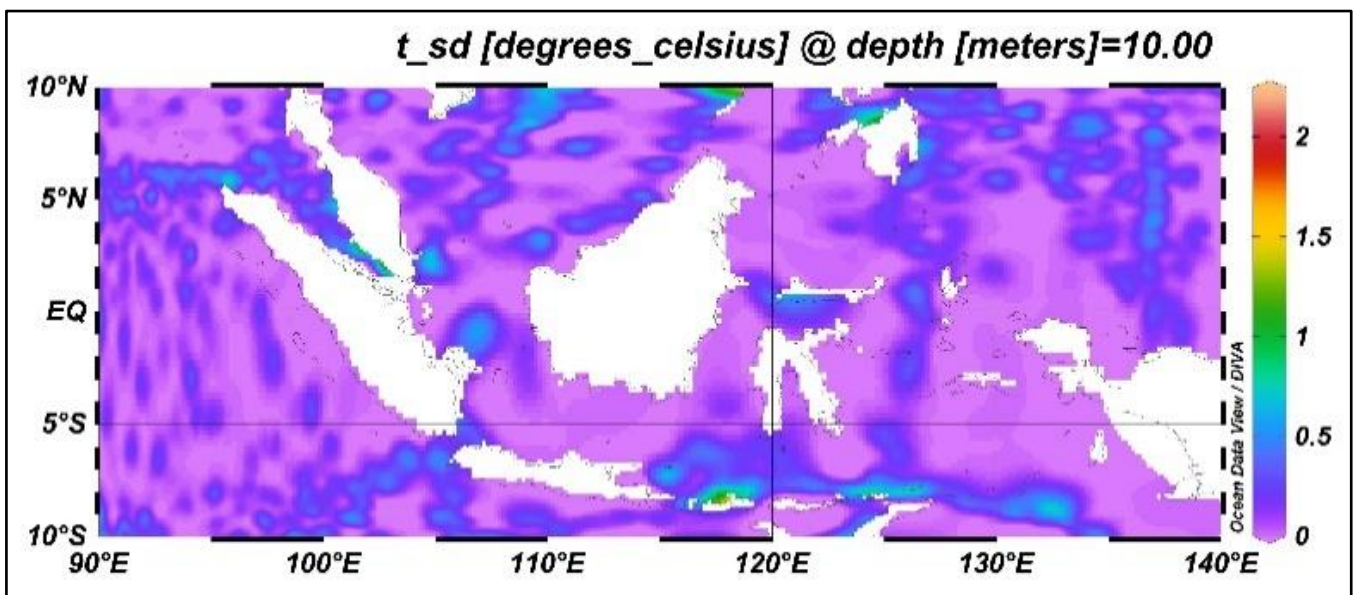 t_sd [degrees_celsius] @ depth [meters]=10.00
10°N
5°N
EQ
5°S
10°S
90°E
100°E
110°E
120°E
130°E
140°E
2
1.5
1
0.5
0
Ocean Data View / DIVA